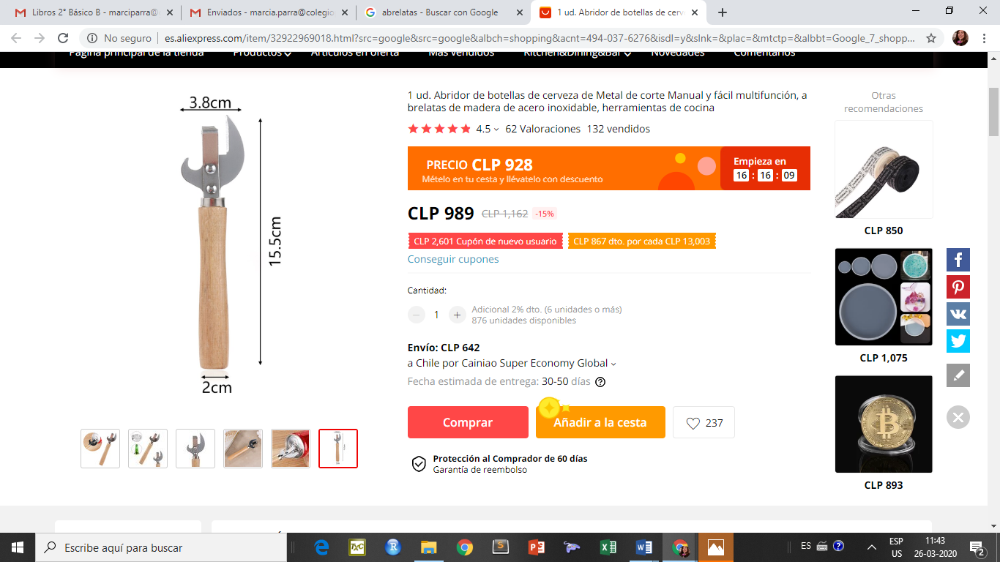 Libros 2° Básico B - marciparra@
Enviados - marcia.parra@colegio
abrelatas - Buscar con Google
1 ud. Abridor de botellas de cerv
No seguro
es.aliexpress.com/item/32922969018.html?src=google&src=google&albch=shopping&acnt=494-037-6276&isdl=y&slnk=&plac=&mtctp=&albbt=Google_7_shopp...
Página principal de la tienda
Productos
Artículos en oferta
Más vendidos
Kitchen&Dining&Bar
Novedades
Comentarios
3.8cm
15.5cm
2cm
1 ud. Abridor de botellas de cerveza de Metal de corte Manual y fácil multifunción, a
brelatas de madera de acero inoxidable, herramientas de cocina
4.5
62 Valoraciones
132 vendidos
PRECIO CLP 928
Mételo en tu cesta y llévatelo con descuento
Empieza en
16 : 16 : 09
CLP 989 CLP 1,162 -15%
CLP 2,601 Cupón de nuevo usuario
CLP 867 dto. por cada CLP 13,003
Conseguir cupones
Cantidad:
1
Adicional 2% dto. (6 unidades o más)
876 unidades disponibles
Envío: CLP 642
a Chile por Cainiao Super Economy Global
Fecha estimada de entrega: 30-50 días
Comprar
Añadir a la cesta
237
Protección al Comprador de 60 días
Garantía de reembolso
Otras
recomendaciones
CLP 850
CLP 1,075
CLP 893
Escribe aquí para buscar
ES
ESP
US
11:43
26-03-2020
2